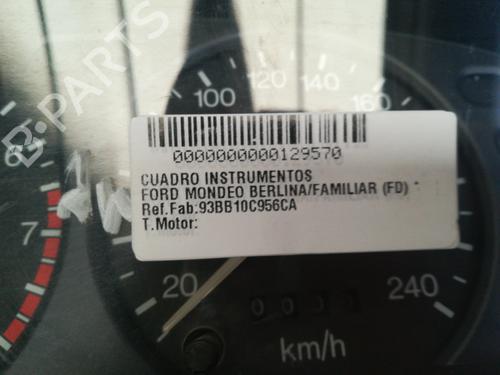 B-PARTS
100
120
140
160
6
7
0000000000129570
CUADRO INSTRUMENTOS
FORD MONDEO BERLINA/FAMILIAR (FD) *
Ref.Fab:93BB10C956CA
T.Motor:
20
240
km/h